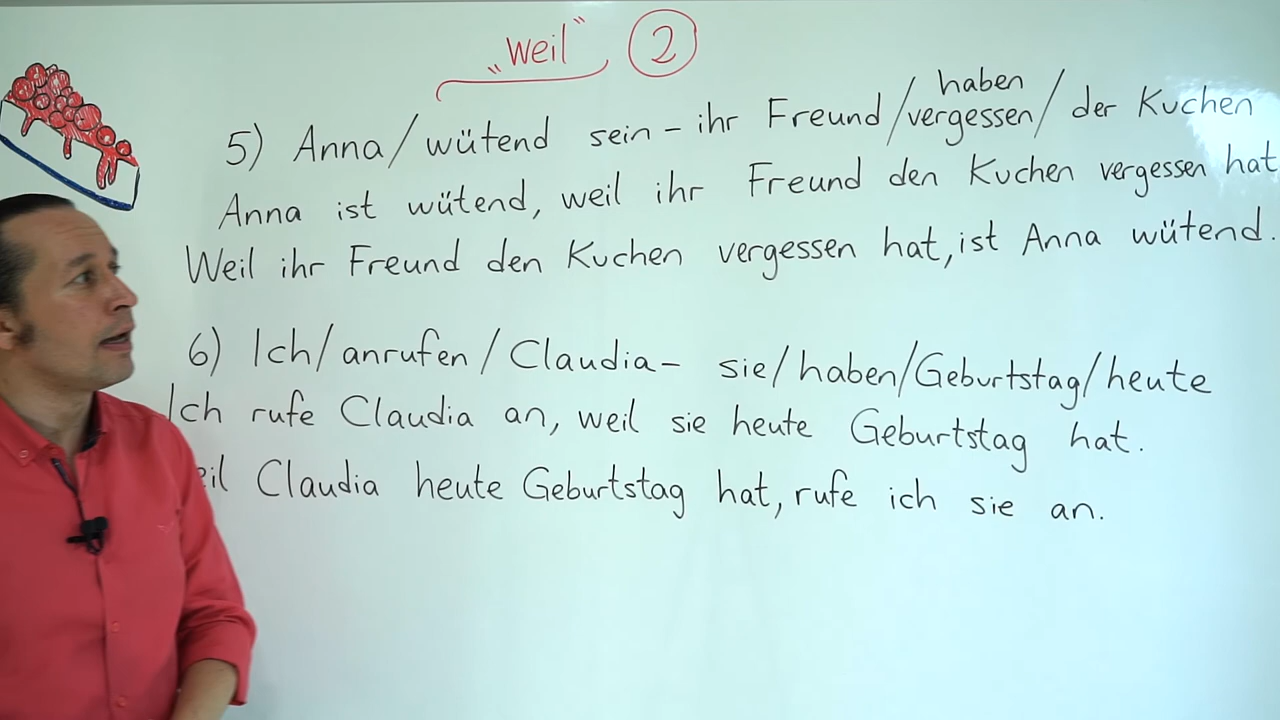 „Weil“ 2
5) Anna/wütend sein – ihr Freund/haben vergessen/der Kuchen
Anna ist wütend, weil ihr Freund den Kuchen vergessen hat
Weil ihr Freund den Kuchen vergessen hat, ist Anna wütend.
6) Ich/anrufen/Claudia – sie/haben/Geburtstag/heute
Ich rufe Claudia an, weil sie heute Geburtstag hat.
eil Claudia heute Geburtstag hat, rufe ich sie an.